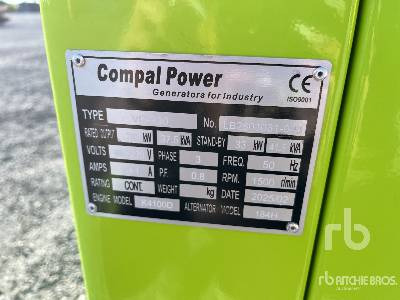 Compal Power
Generators for Industry
CE
ISO9001
TYPE No.
RATED OUTPUT kW kVA STAND-BY 33 kW kVA
VOLTS V PHASE 3 FREQ. 50 Hz
AMPS A P.F. 0.8 RPM. 1500 r/min
RATING CONT. WEIGHT kg DATE 2025/02
ENGINE MODEL K4100D ALTERNATOR MODEL 184H
rb
rb RITCHIE BROS.